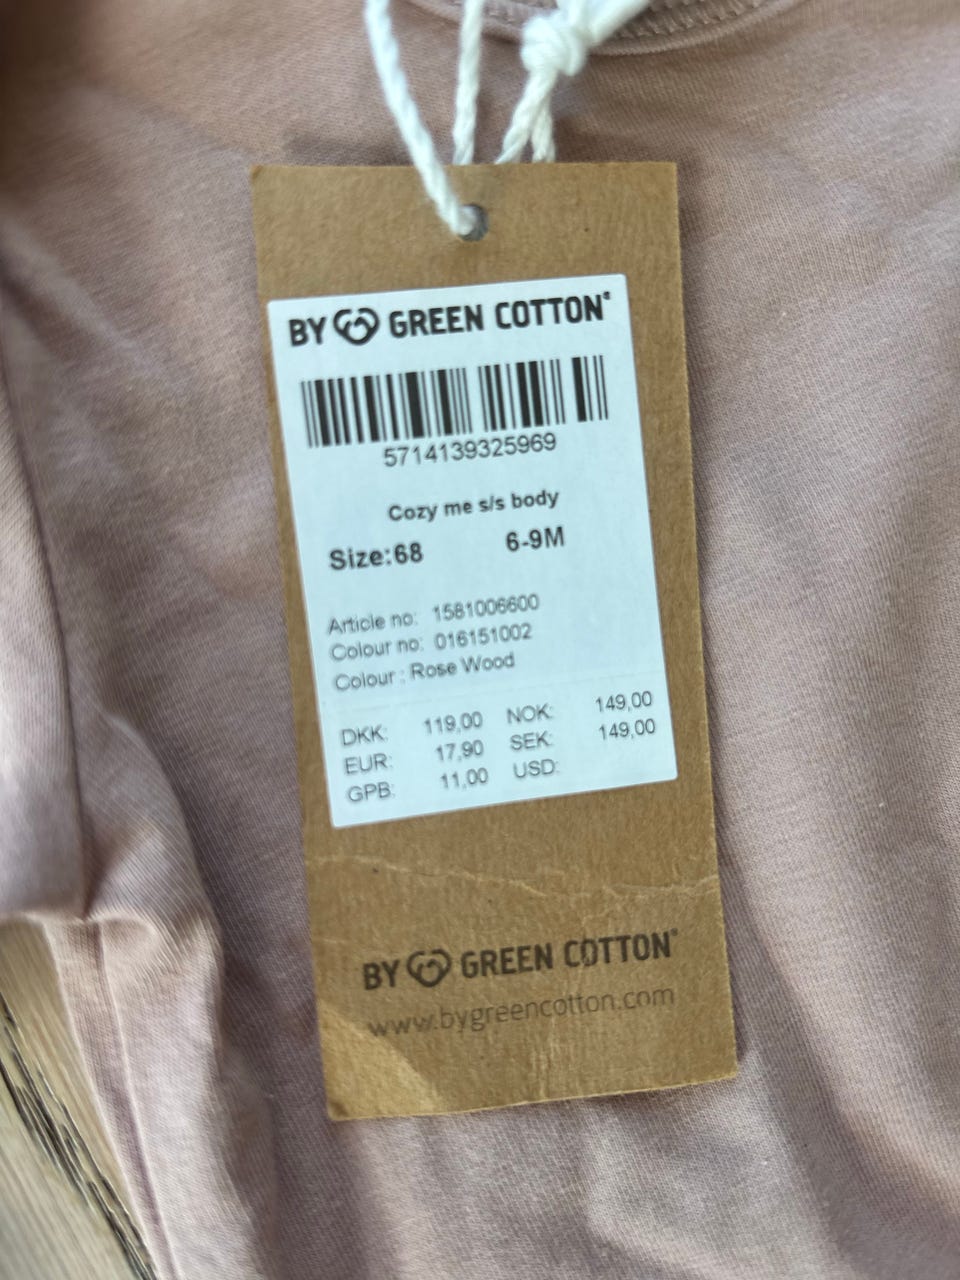 BY GREEN COTTON®
5714139325969
Cozy me s/s body
Size:68 6-9M
Article no: 1581006600
Colour no: 016151002
Colour : Rose Wood
DKK: 119,00 NOK: 149,00
EUR: 17,90 SEK: 149,00
GPB: 11,00 USD:
BY GREEN COTTON®
www.bygreencotton.com